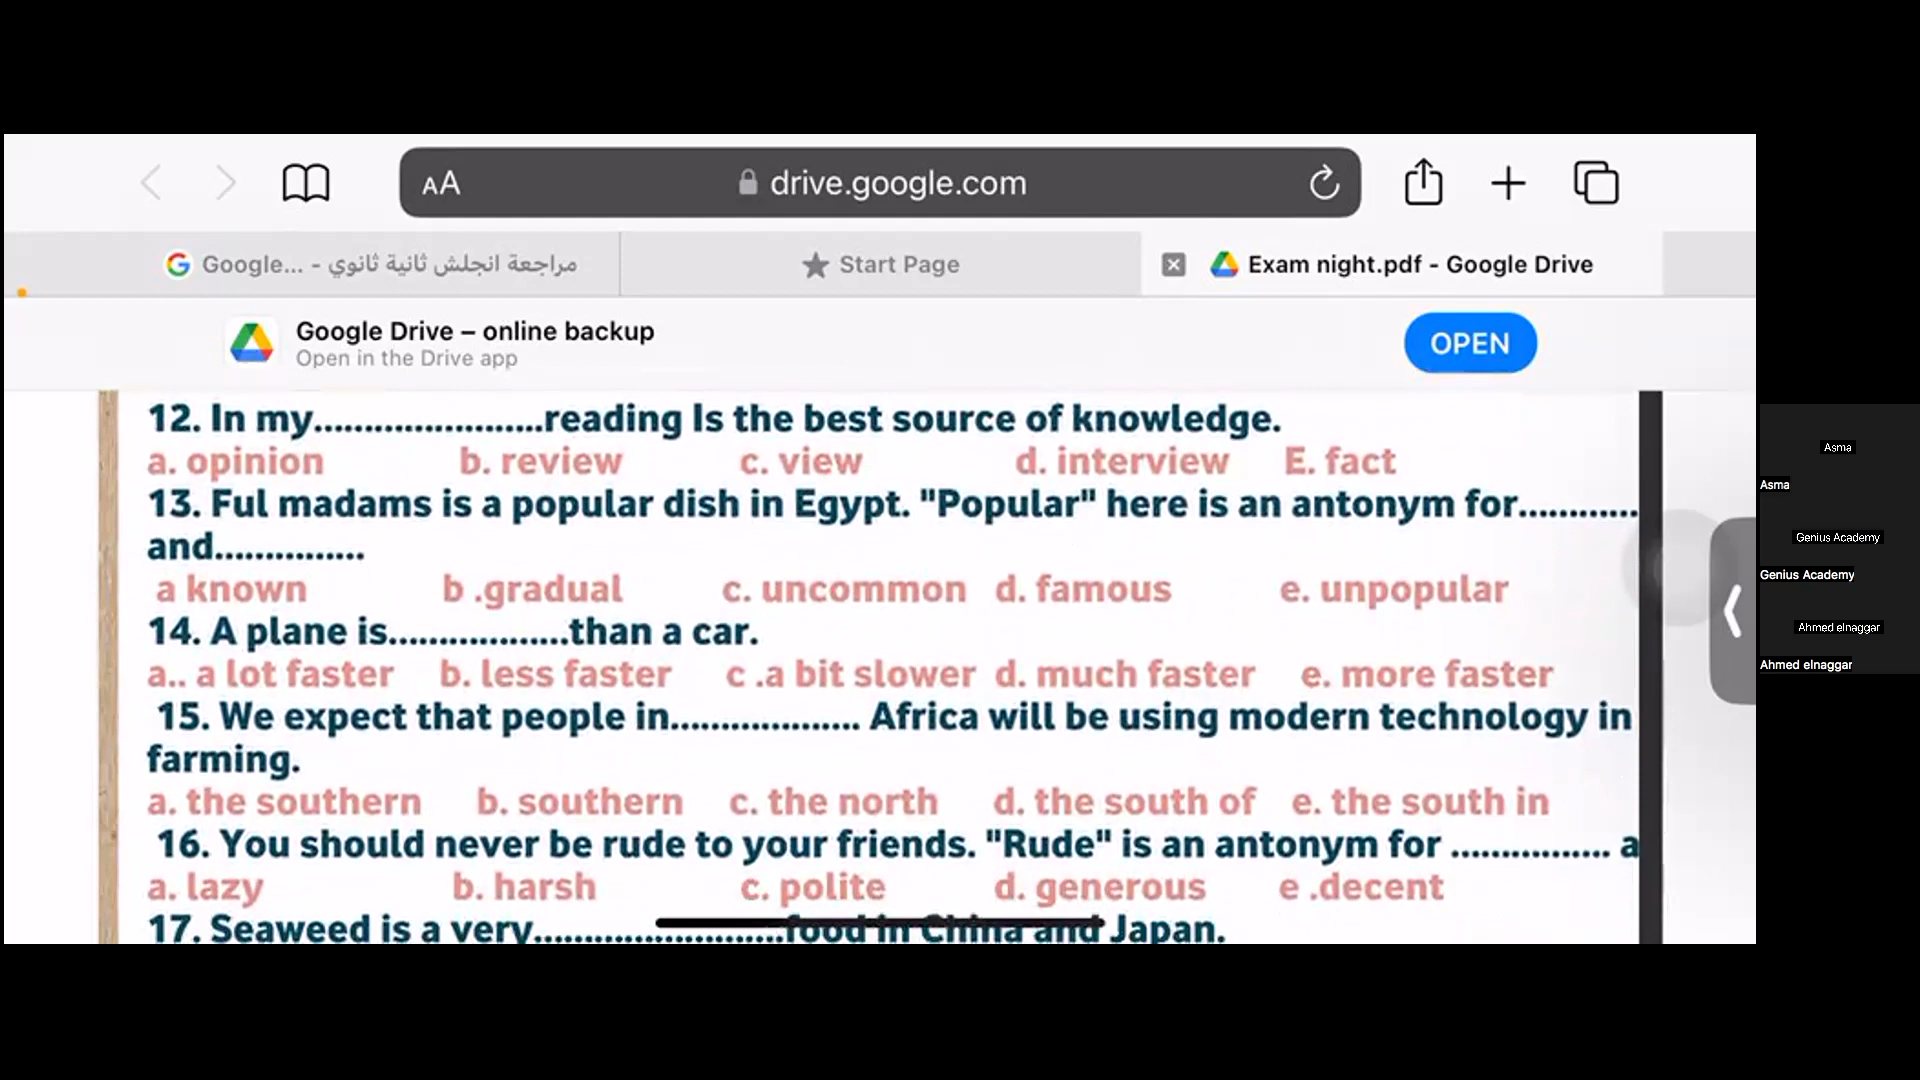 AA drive.google.com
Google... - مراجعة انجلش ثانية ثانوي
Start Page
Exam night.pdf - Google Drive
Google Drive – online backup
Open in the Drive app
OPEN
12. In my.......................reading Is the best source of knowledge.
a. opinion b. review c. view d. interview E. fact
13. Ful madams is a popular dish in Egypt. "Popular" here is an antonym for............
and...............
a known b .gradual c. uncommon d. famous e. unpopular
14. A plane is..................than a car.
a.. a lot faster b. less faster c .a bit slower d. much faster e. more faster
15. We expect that people in................... Africa will be using modern technology in
farming.
a. the southern b. southern c. the north d. the south of e. the south in
16. You should never be rude to your friends. "Rude" is an antonym for ................ a
a. lazy b. harsh c. polite d. generous e .decent
17. Seaweed is a very.........................food in China and Japan.
Asma
Asma
Genius Academy
Genius Academy
Ahmed elnaggar
Ahmed elnaggar